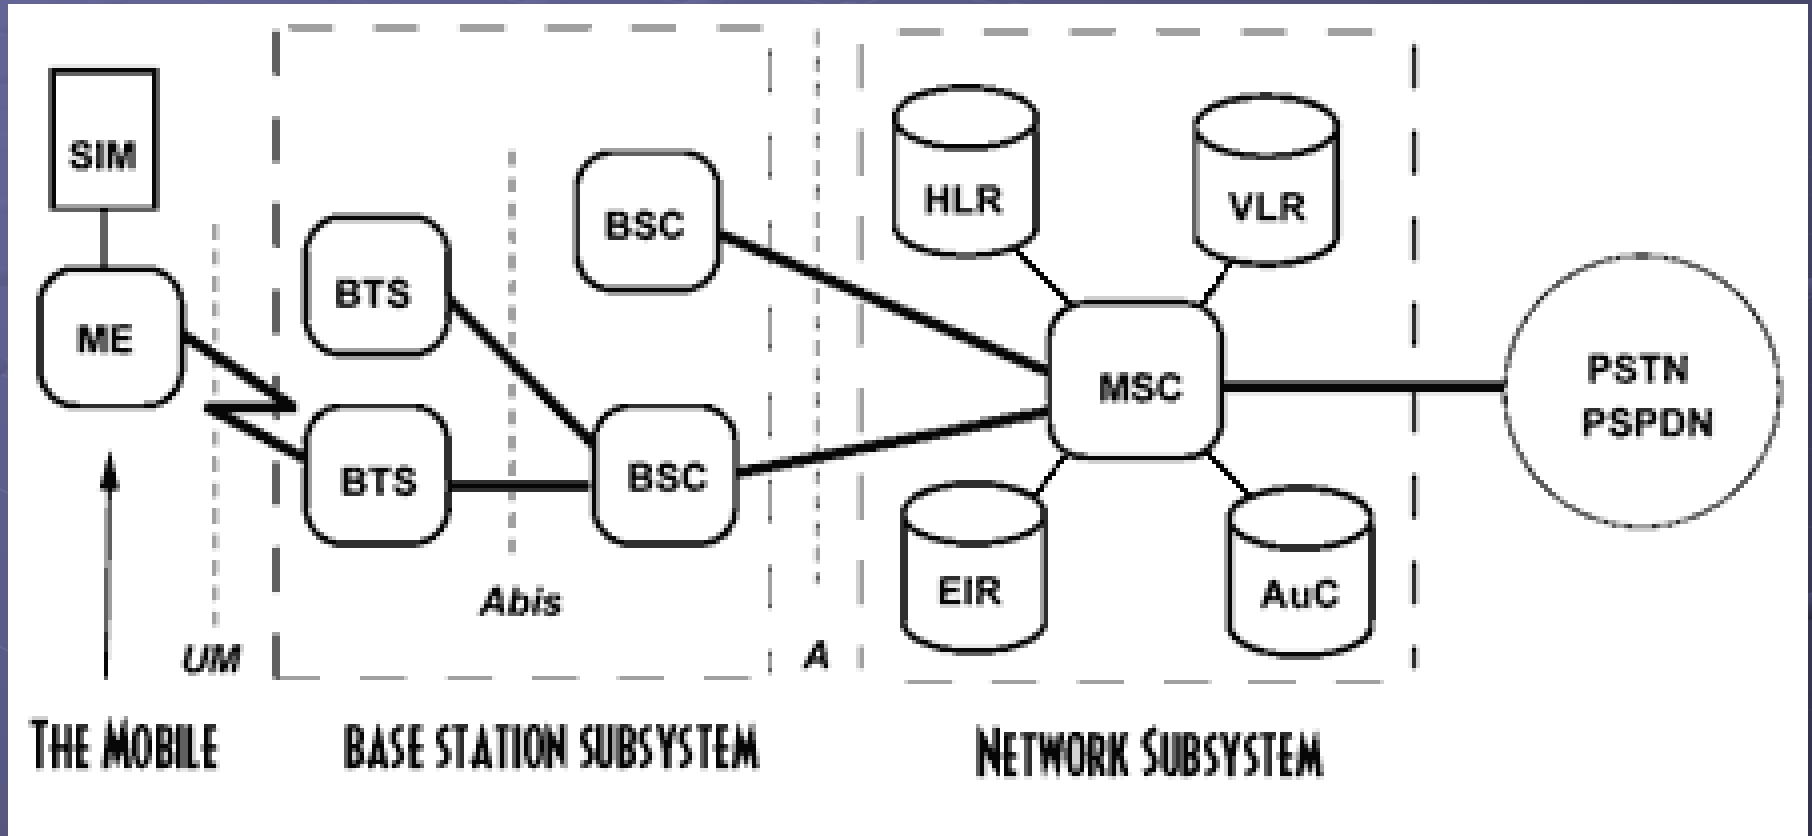 SIM
HLR
VLR
BSC
BTS
ME
MSC
PSTN
PSPDN
BTS
BSC
EIR
AuC
Abis
UM
A
THE MOBILE
BASE STATION SUBSYSTEM
NETWORK SUBSYSTEM